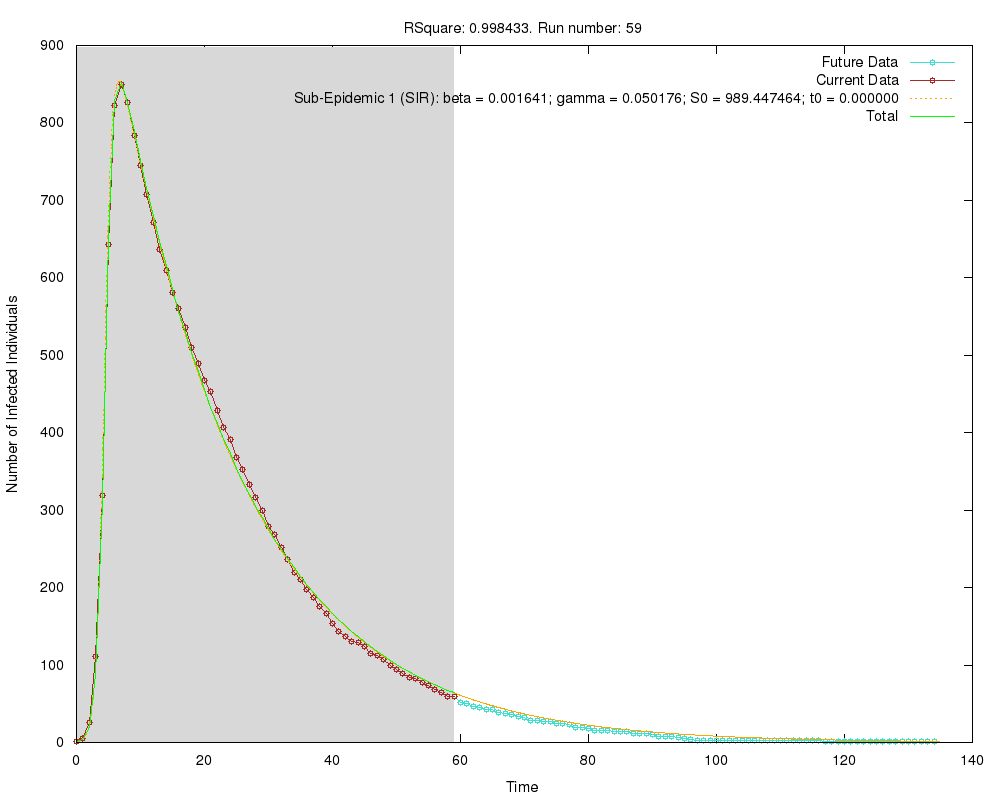 RSquare: 0.998433. Run number: 59
Future Data
Current Data
Sub-Epidemic 1 (SIR): beta = 0.001641; gamma = 0.050176; S0 = 989.447464; t0 = 0.000000
Total
900
800
700
600
500
400
300
200
100
0
Number of Infected Individuals
0 20 40 60 80 100 120 140
Time